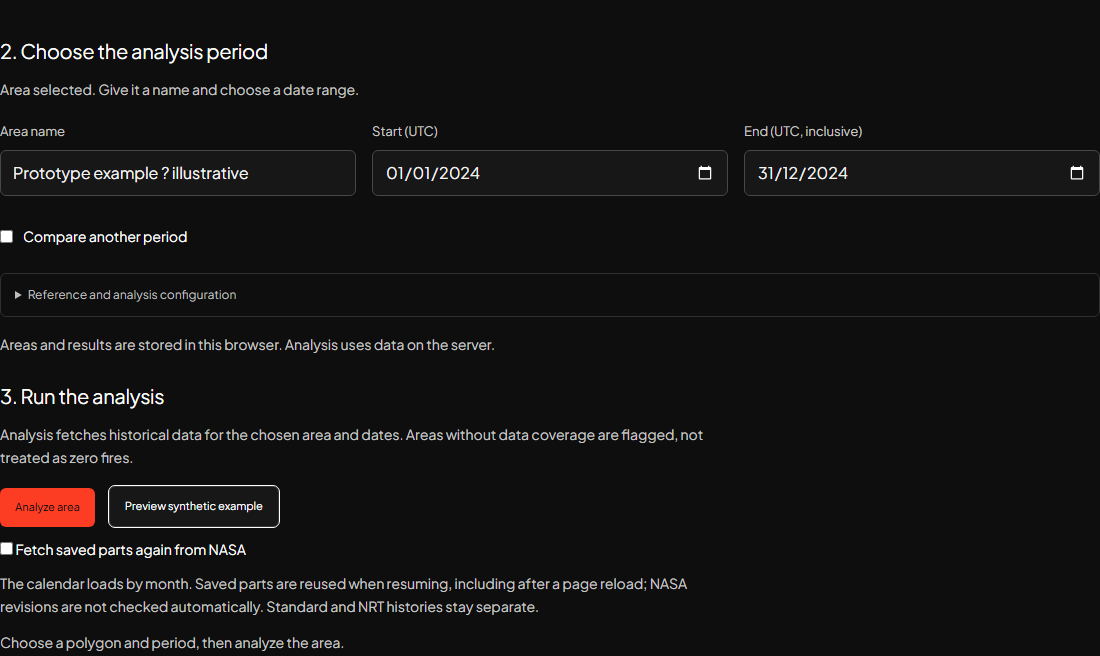 2. Choose the analysis period
Area selected. Give it a name and choose a date range.
Area name
Start (UTC)
End (UTC, inclusive)
Prototype example ? illustrative
01/01/2024
31/12/2024
Compare another period
Reference and analysis configuration
Areas and results are stored in this browser. Analysis uses data on the server.
3. Run the analysis
Analysis fetches historical data for the chosen area and dates. Areas without data coverage are flagged, not
treated as zero fires.
Analyze area
Preview synthetic example
Fetch saved parts again from NASA
The calendar loads by month. Saved parts are reused when resuming, including after a page reload; NASA
revisions are not checked automatically. Standard and NRT histories stay separate.
Choose a polygon and period, then analyze the area.